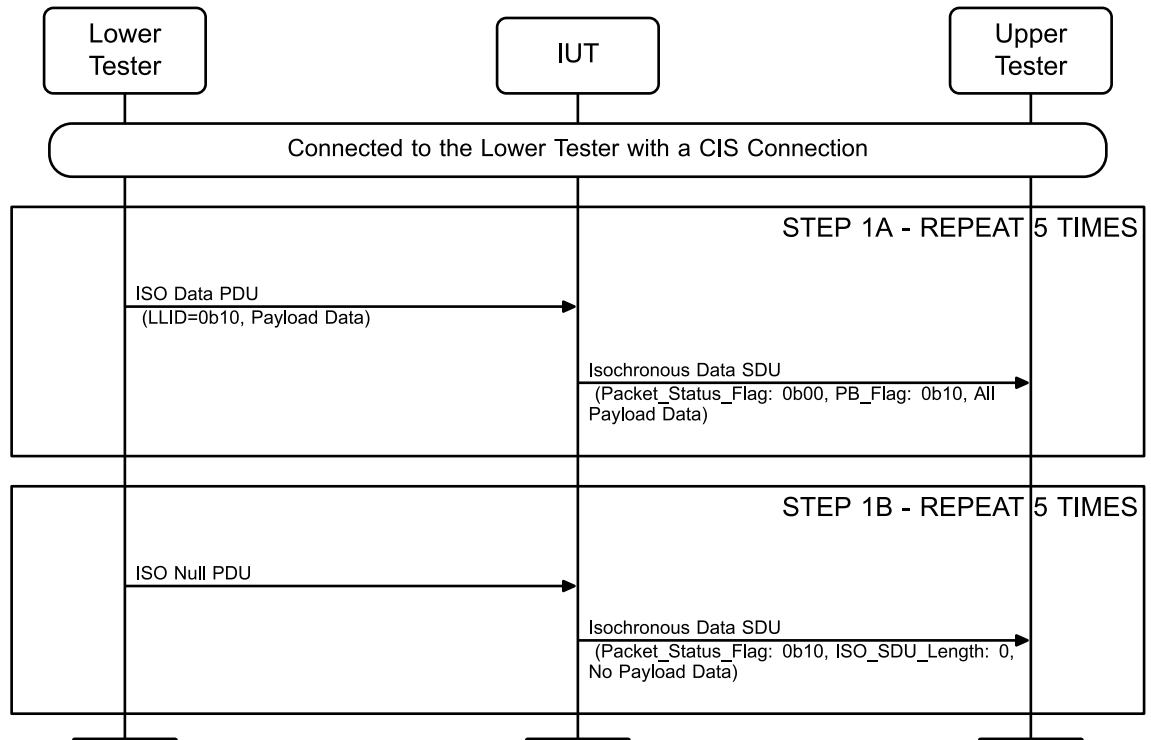 Lower
Tester
IUT
Upper
Tester
Connected to the Lower Tester with a CIS Connection
STEP 1A - REPEAT 5 TIMES
ISO Data PDU
(LLID=0b10, Payload Data)
Isochronous Data SDU
(Packet_Status_Flag: 0b00, PB_Flag: 0b10, All
Payload Data)
STEP 1B - REPEAT 5 TIMES
ISO Null PDU
Isochronous Data SDU
(Packet_Status_Flag: 0b10, ISO_SDU_Length: 0,
No Payload Data)